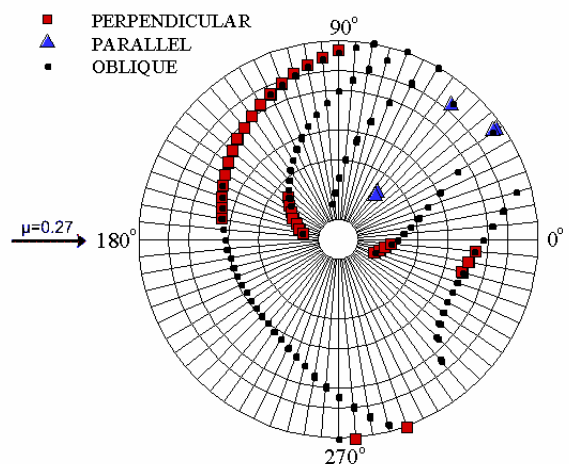 PERPENDICULAR
PARALLEL
OBLIQUE
90°
μ=0.27
180°
0°
270°